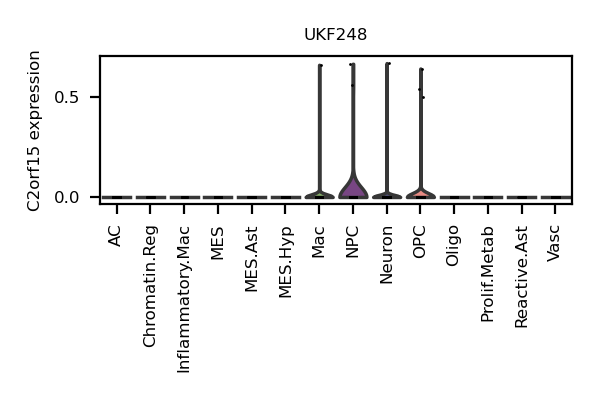 UKF248
C2orf15 expression
0.5
0.0
AC
Chromatin.Reg
Inflammatory.Mac
MES
MES.Ast
MES.Hyp
Mac
NPC
Neuron
OPC
Oligo
Prolif.Metab
Reactive.Ast
Vasc